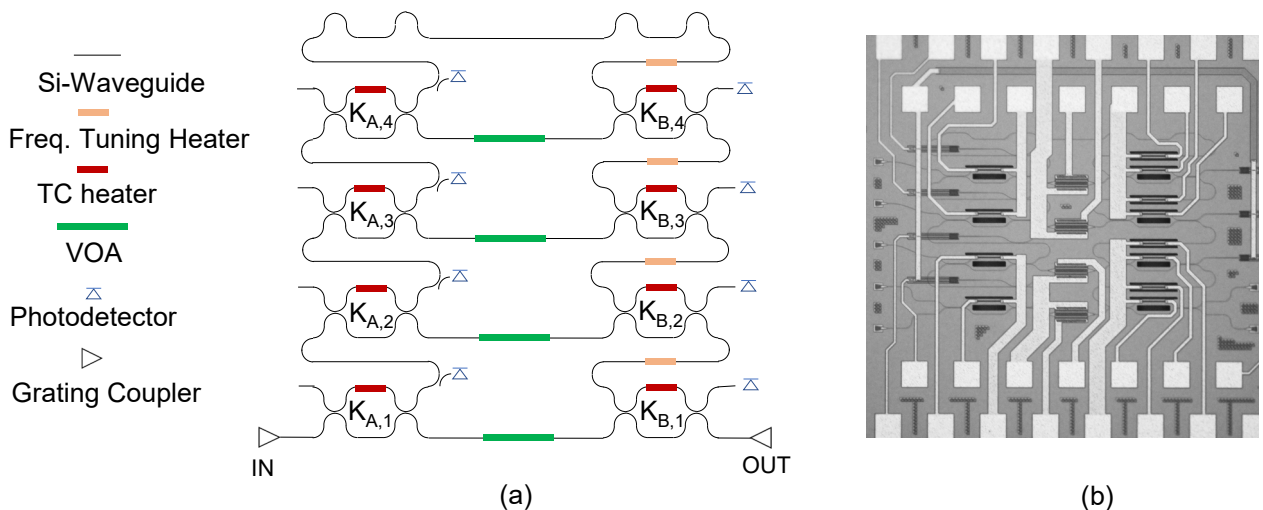 Si-Waveguide
Freq. Tuning Heater
TC heater
VOA
Photodetector
Grating Coupler
K_A,4
K_B,4
K_A,3
K_B,3
K_A,2
K_B,2
K_A,1
K_B,1
IN
OUT
(a)
(b)